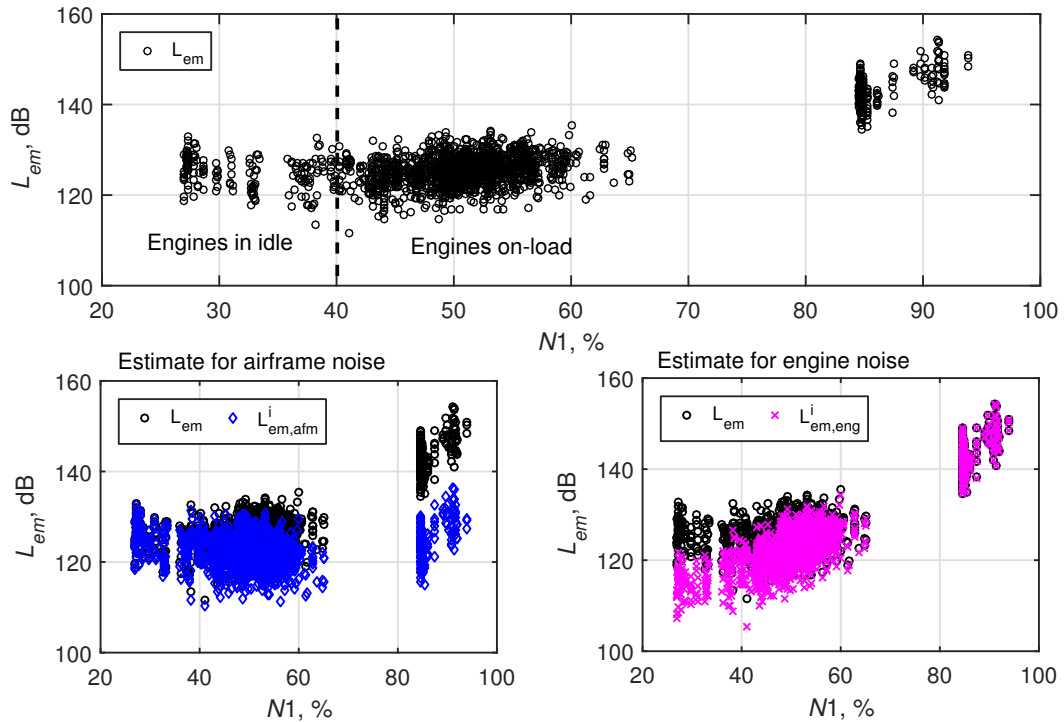 160
140
120
100
L_em, dB
L_em
Engines in idle
Engines on-load
20 30 40 50 60 70 80 90 100
N1, %
Estimate for airframe noise
160
140
120
100
L_em, dB
L_em
L^i_em,afm
20 40 60 80 100
N1, %
Estimate for engine noise
160
140
120
100
L_em, dB
L_em
L^i_em,eng
20 40 60 80 100
N1, %